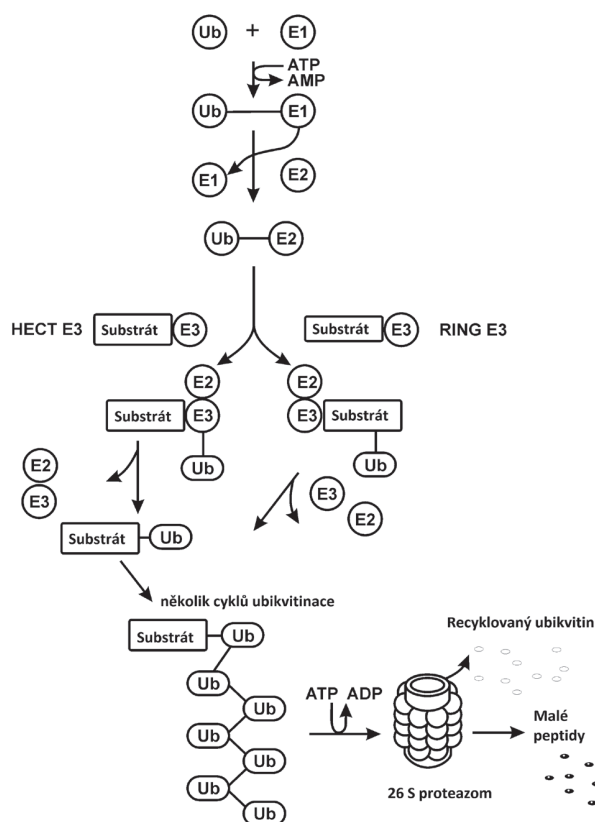 Ub + E1
ATP
AMP
Ub E1
E1 E2
Ub E2
HECT E3 Substrát E3 Substrát E3 RING E3
E2 E2
Substrát E3 E3 Substrát
Ub Ub
E2
E3
E3
E2
Substrát Ub
několik cyklů ubikvitinace
Substrát Ub
Recyklovaný ubikvitin
Ub
ATP ADP
Ub
Malé
peptidy
Ub
Ub
Ub
26 S proteazom
Ub